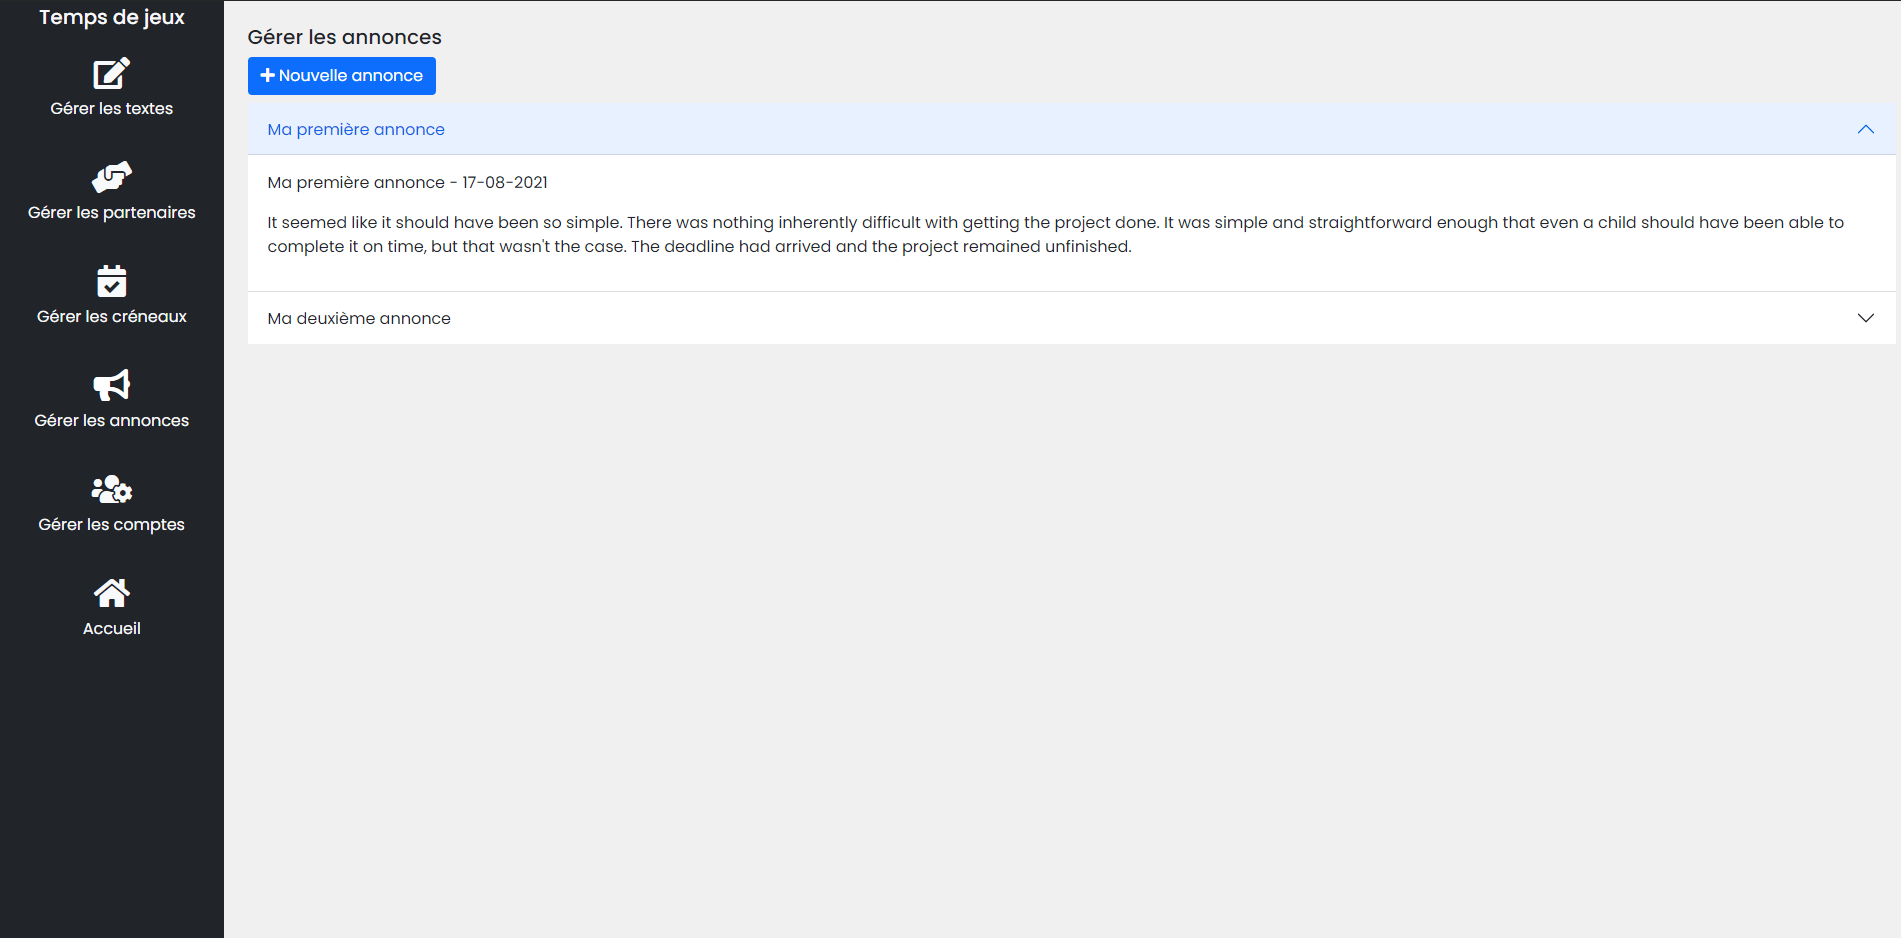 Temps de jeux
Gérer les textes
Gérer les partenaires
Gérer les créneaux
Gérer les annonces
Gérer les comptes
Accueil
Gérer les annonces
Nouvelle annonce
Ma première annonce
Ma première annonce - 17-08-2021
It seemed like it should have been so simple. There was nothing inherently difficult with getting the project done. It was simple and straightforward enough that even a child should have been able to
complete it on time, but that wasn't the case. The deadline had arrived and the project remained unfinished.
Ma deuxième annonce